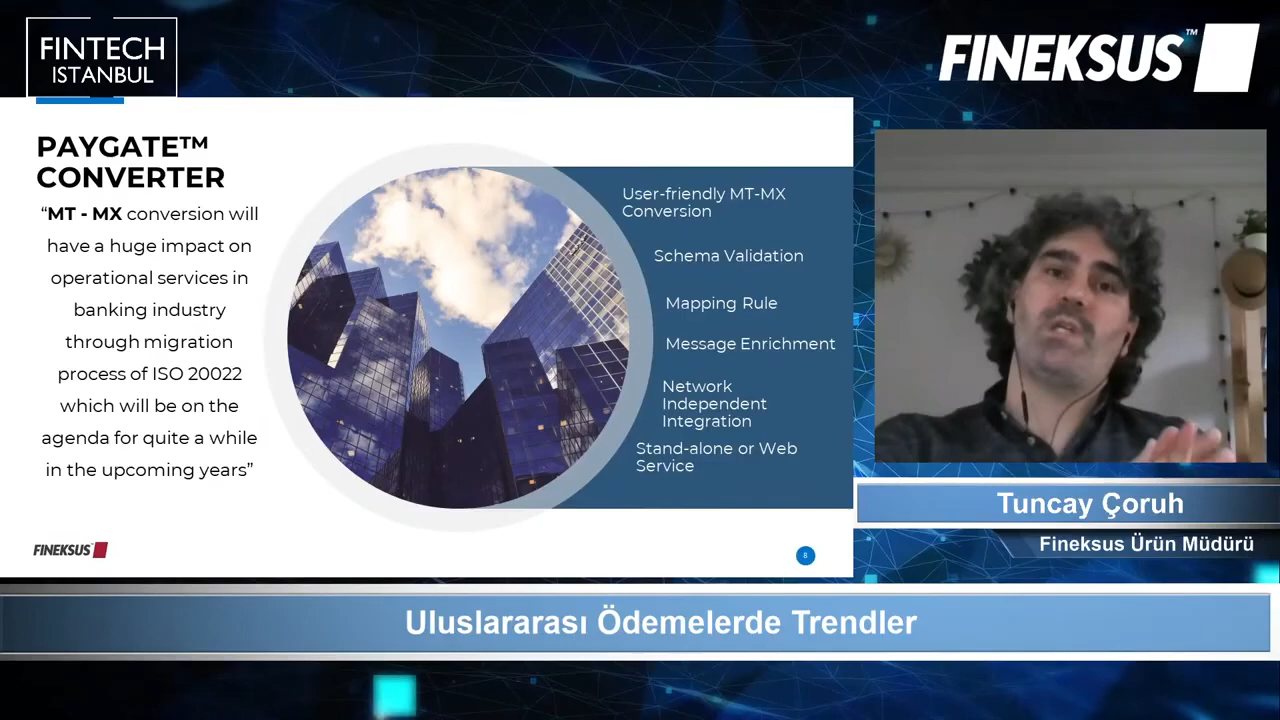 FINTECH
ISTANBUL
FINEKSUS™
PAYGATE™
CONVERTER
“MT - MX conversion will
have a huge impact on
operational services in
banking industry
through migration
process of ISO 20022
which will be on the
agenda for quite a while
in the upcoming years”
User-friendly MT-MX
Conversion
Schema Validation
Mapping Rule
Message Enrichment
Network
Independent
Integration
Stand-alone or Web
Service
FINEKSUS
8
Tuncay Çoruh
Fineksus Ürün Müdürü
Uluslararası Ödemelerde Trendler